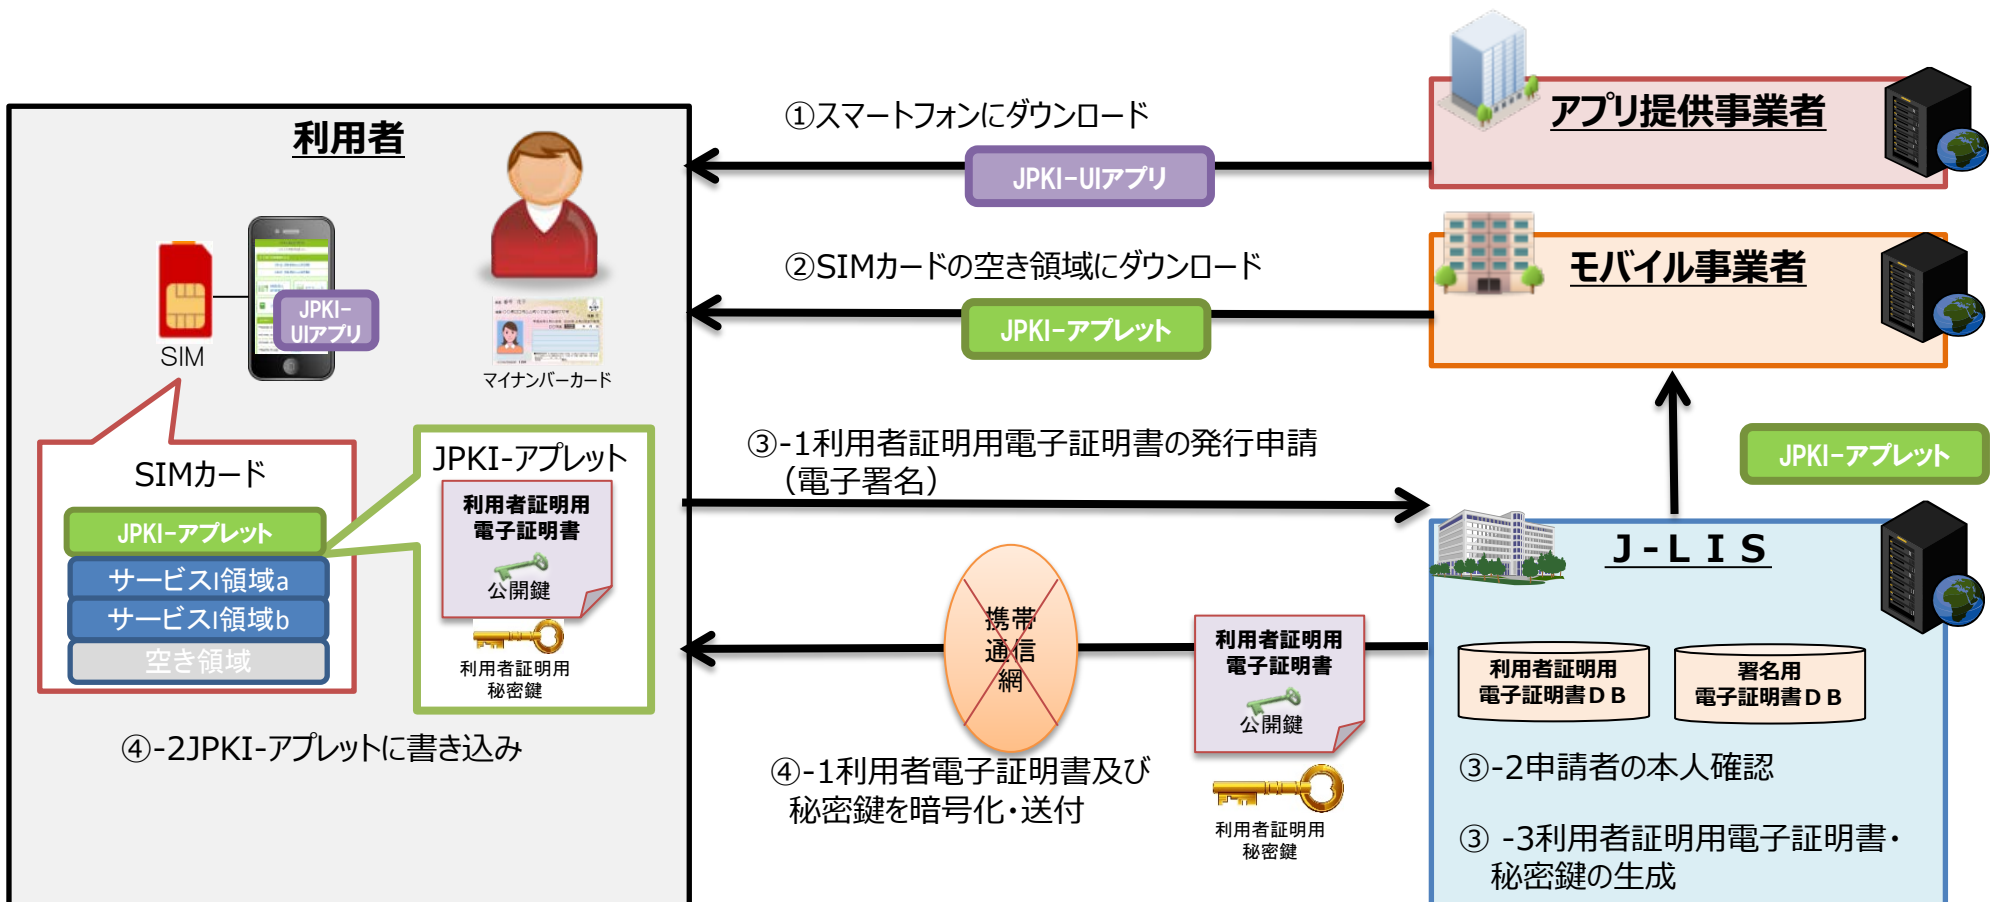 利用者
SIM
JPKI-
UIアプリ
マイナンバーカード
SIMカード
JPKI-アプレット
サービスI領域a
サービスI領域b
空き領域
JPKI-アプレット
利用者証明用
電子証明書
公開鍵
利用者証明用
秘密鍵
④-2JPKI-アプレットに書き込み
①スマートフォンにダウンロード
JPKI-UIアプリ
②SIMカードの空き領域にダウンロード
JPKI-アプレット
③-1利用者証明用電子証明書の発行申請
（電子署名）
携帯
通信
網
利用者証明用
電子証明書
公開鍵
④-1利用者電子証明書及び
秘密鍵を暗号化・送付
利用者証明用
秘密鍵
アプリ提供事業者
モバイル事業者
JPKI-アプレット
J-LIS
利用者証明用
電子証明書DB
署名用
電子証明書DB
③-2申請者の本人確認
③ -3利用者証明用電子証明書・
秘密鍵の生成